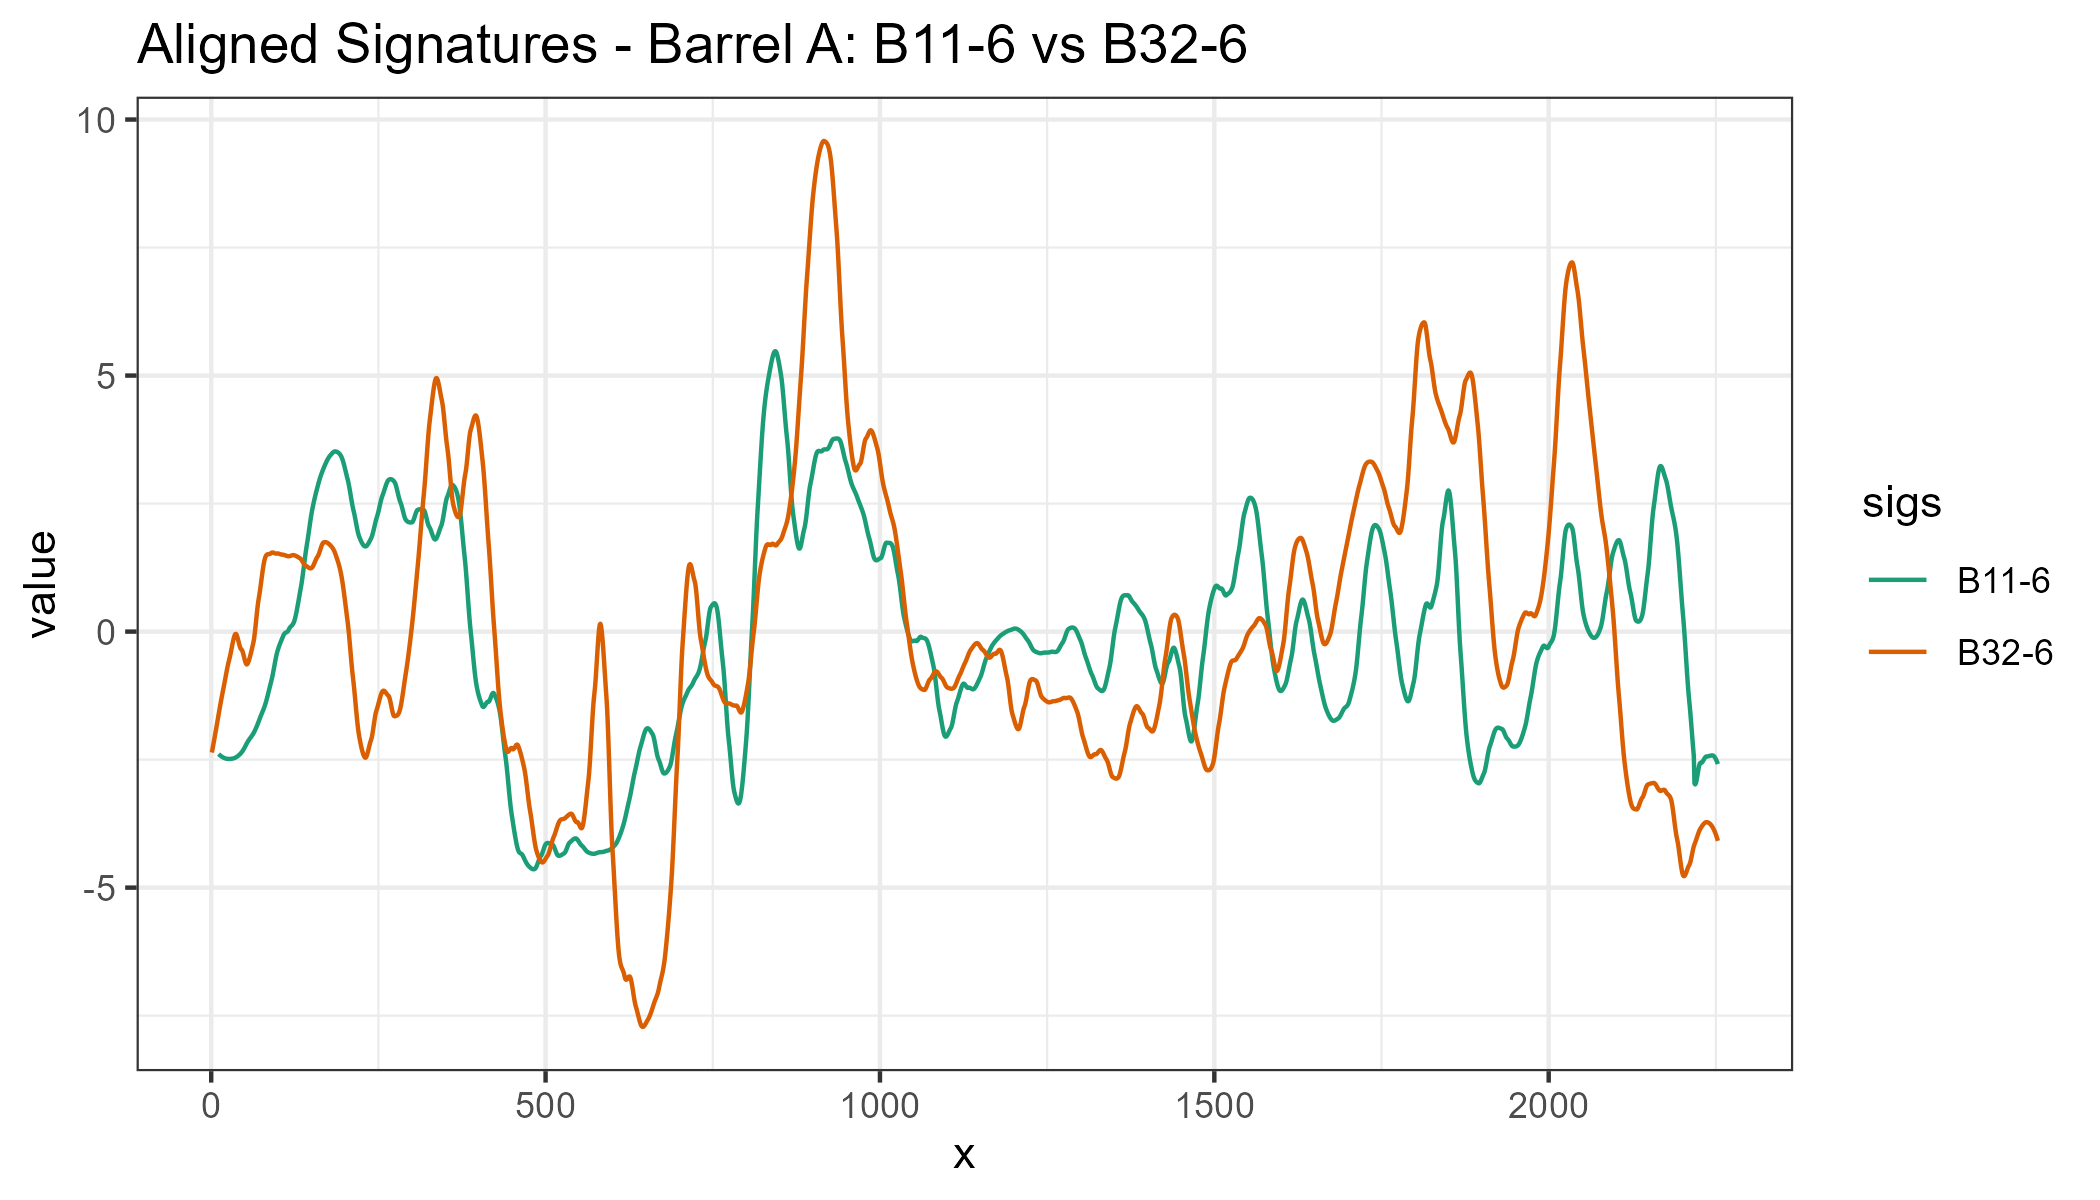 Aligned Signatures - Barrel A: B11-6 vs B32-6
10
5
0
-5
value
0 500 1000 1500 2000
x
sigs
B11-6
B32-6